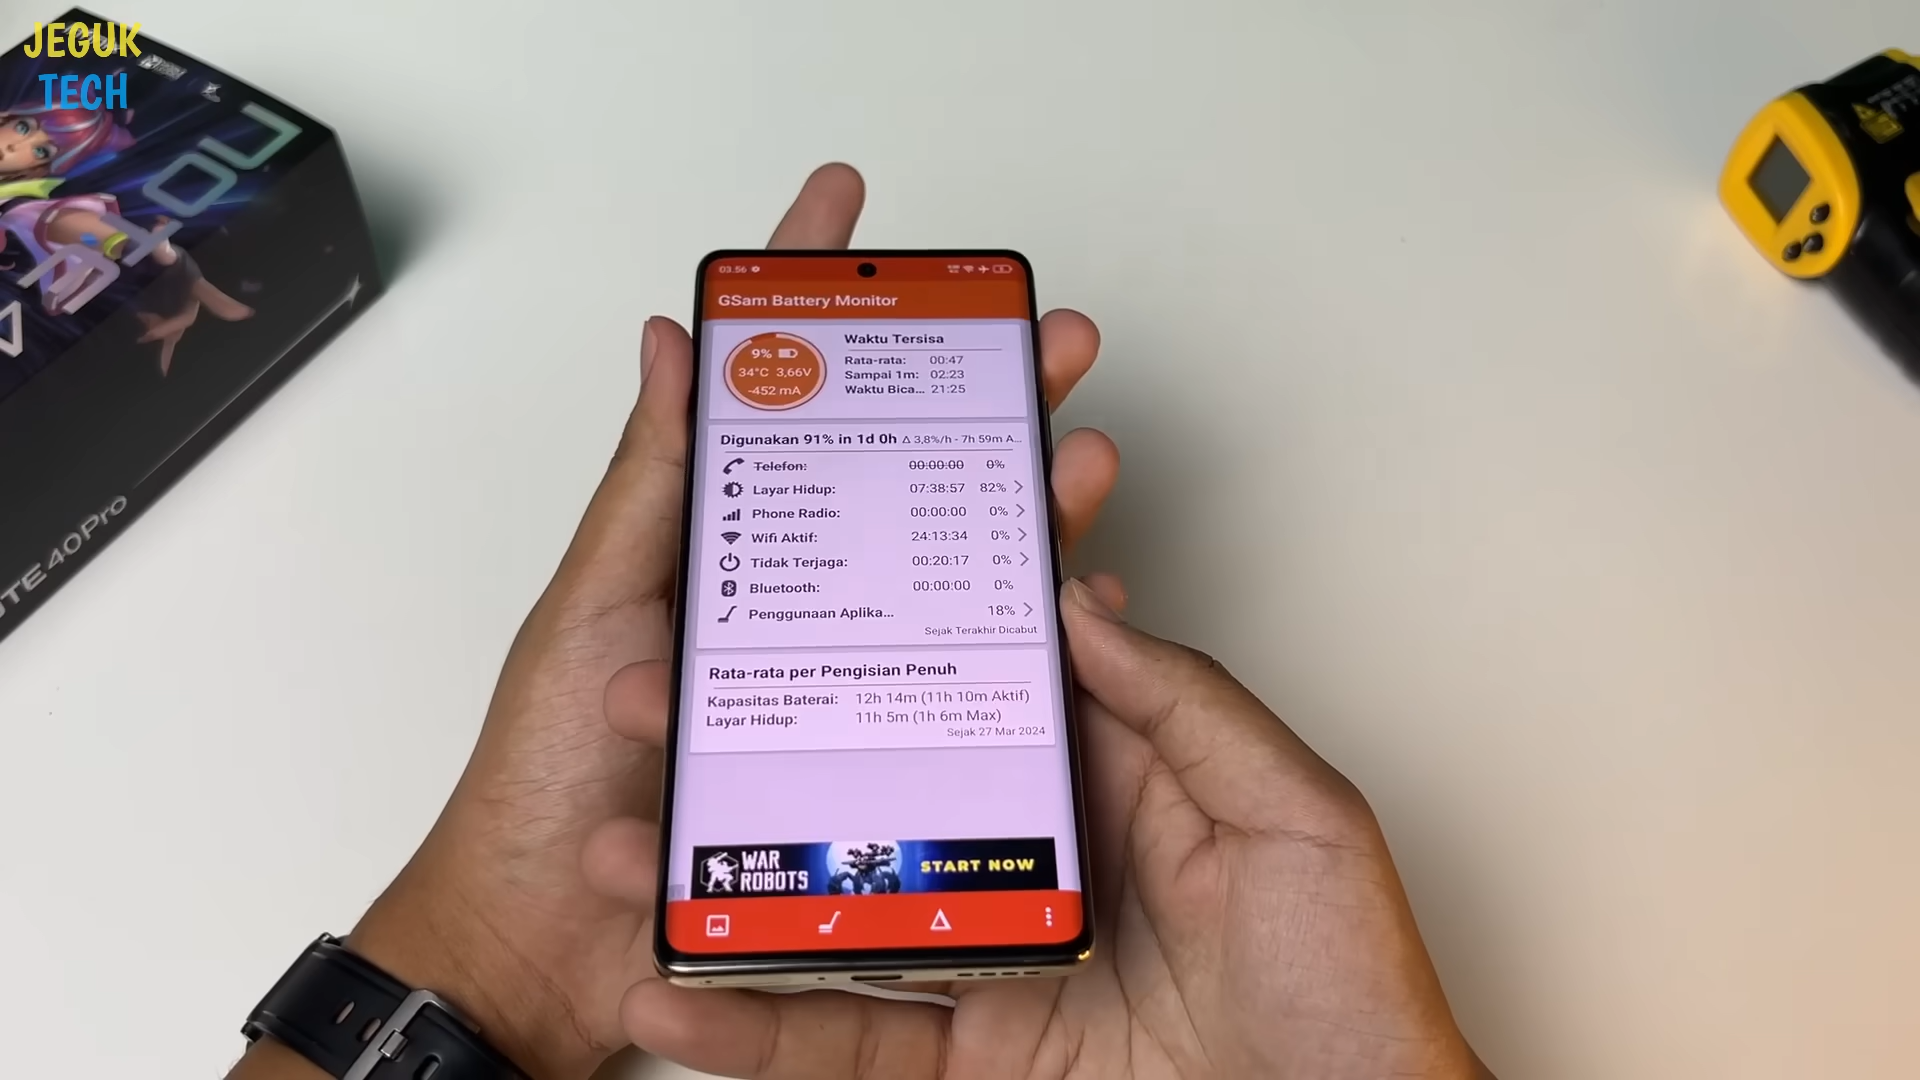 JEGUK
TECH
NOTE 40Pro
03.56
GSam Battery Monitor
9%
34°C 3,66V
-452 mA
Waktu Tersisa
Rata-rata: 00:47
Sampai 1m: 02:23
Waktu Bica... 21:25
Digunakan 91% in 1d 0h Δ 3,8%/h - 7h 59m A...
Telefon: 00:00:00 0%
Layar Hidup: 07:38:57 82%
Phone Radio: 00:00:00 0%
Wifi Aktif: 24:13:34 0%
Tidak Terjaga: 00:20:17 0%
Bluetooth: 00:00:00 0%
Penggunaan Aplika... 18%
Sejak Terakhir Dicabut
Rata-rata per Pengisian Penuh
Kapasitas Baterai: 12h 14m (11h 10m Aktif)
Layar Hidup: 11h 5m (1h 6m Max)
Sejak 27 Mar 2024
WAR
ROBOTS
START NOW